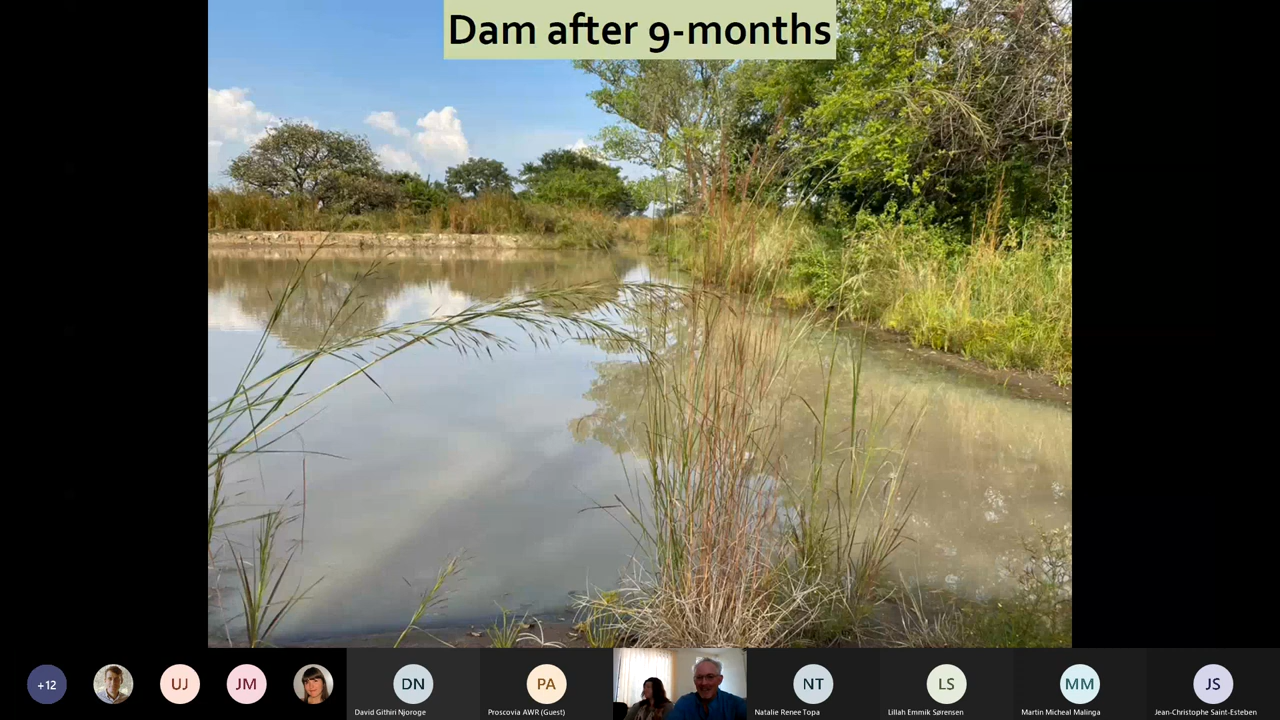 Dam after 9-months
+12
UJ
JM
DN
PA
NT
LS
MM
JS
David Githiri Njoroge
Proscovia AWR (Guest)
Natalie Renee Topa
Lillah Emmik Sørensen
Martin Micheal Malinga
Jean-Christophe Saint-Esteben